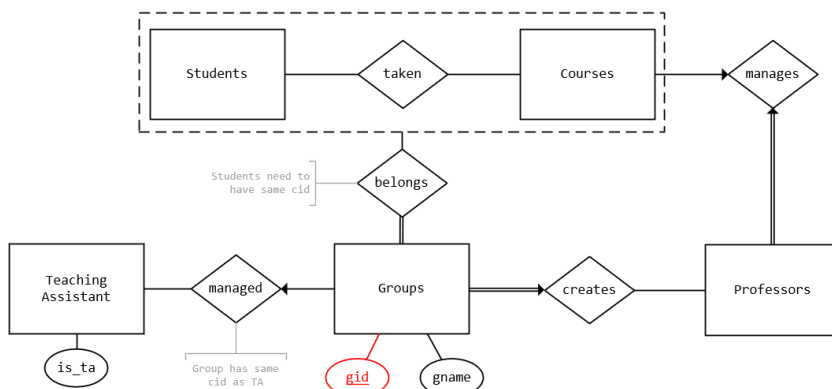 Students
taken
Courses
manages
Students need to
have same cid
belongs
Teaching
Assistant
managed
Groups
creates
Professors
is_ta
Group has same
cid as TA
gid
gname